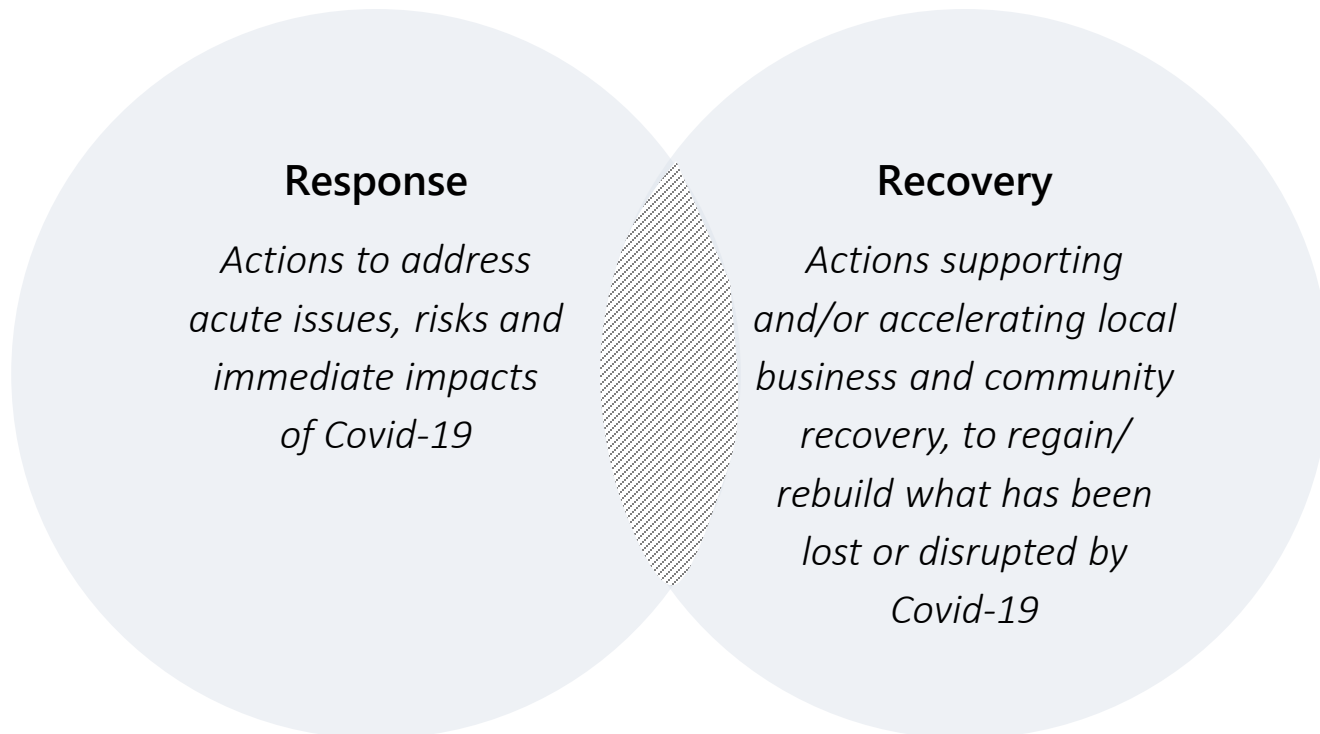 Response
Actions to address
acute issues, risks and
immediate impacts
of Covid-19
Recovery
Actions supporting
and/or accelerating local
business and community
recovery, to regain/
rebuild what has been
lost or disrupted by
Covid-19